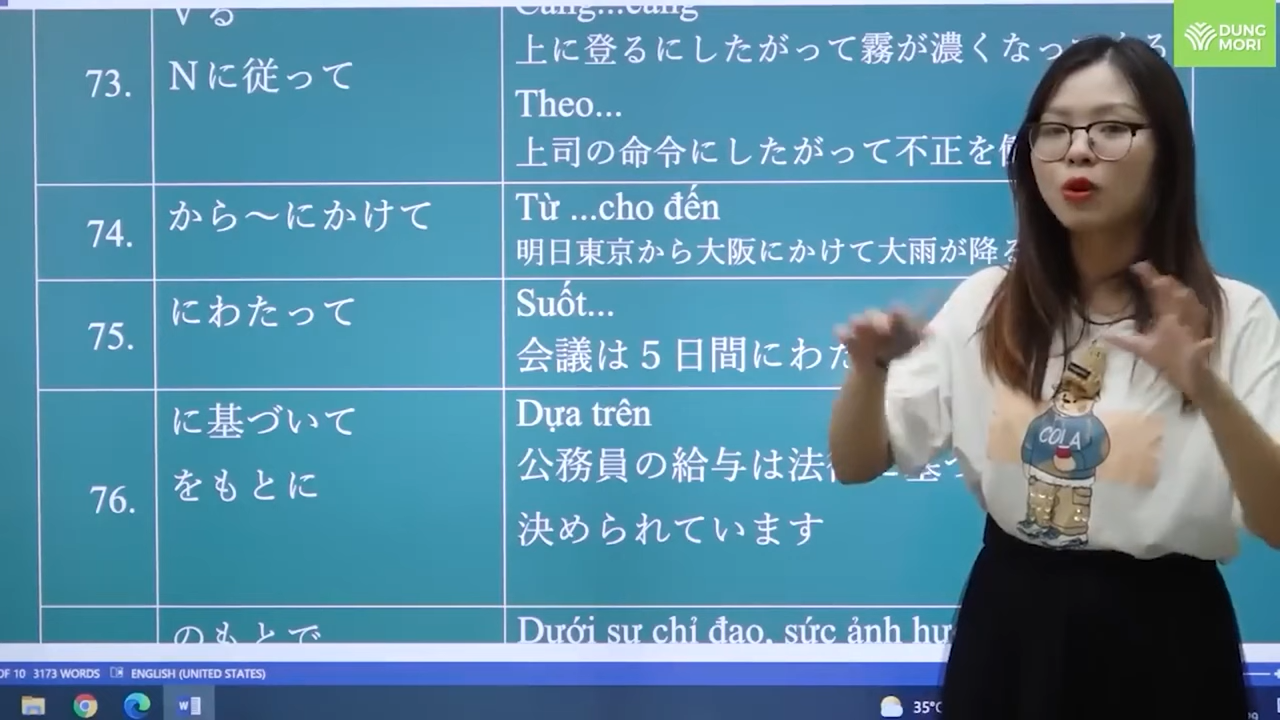 DUNG
MORI
Vる
Càng...càng
上に登るにしたがって霧が濃くなっ
73.
Nに従って
Theo...
上司の命令にしたがって不正を
74.
から～にかけて
Từ ...cho đến
明日東京から大阪にかけて大雨が降る
75.
にわたって
Suốt...
会議は5日間にわた
76.
に基づいて
をもとに
Dựa trên
公務員の給与は法
決められています
のもとで
Dưới sự chỉ đạo, sức ảnh hư
COLA
OF 10 3173 WORDS ENGLISH (UNITED STATES)
35°C